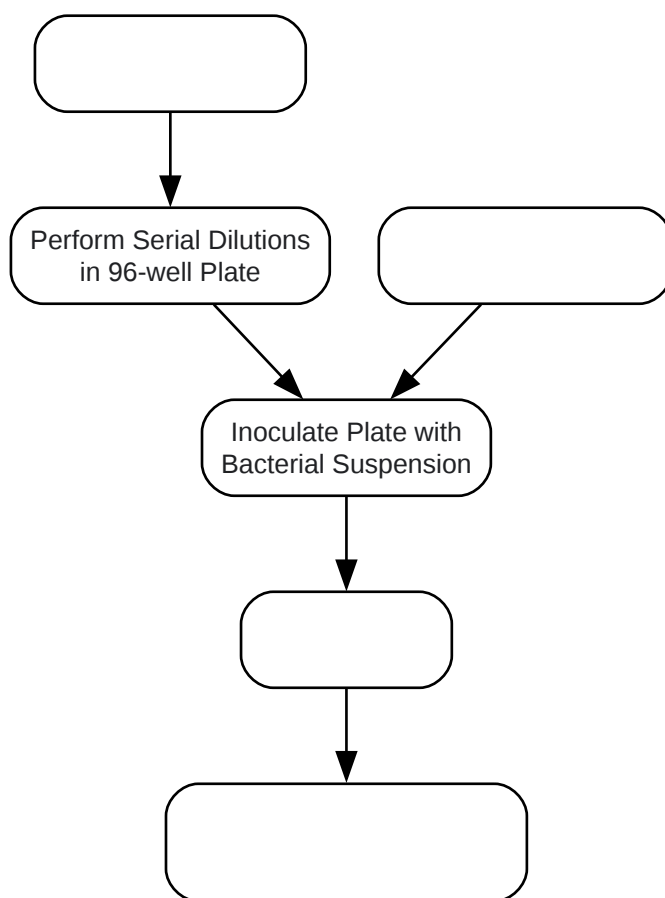 Perform Serial Dilutions
in 96-well Plate
Inoculate Plate with
Bacterial Suspension